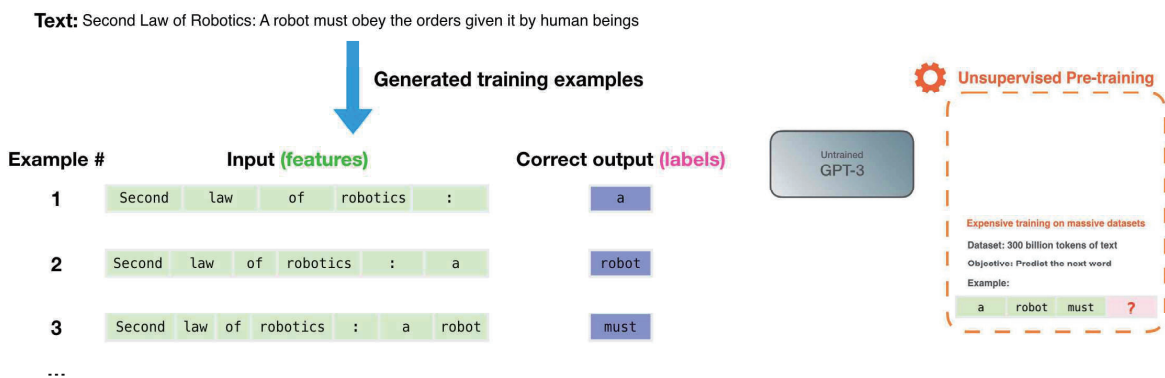 Text: Second Law of Robotics: A robot must obey the orders given it by human beings
Generated training examples
Example # Input (features) Correct output (labels)
1 Second law of robotics : a
2 Second law of robotics : a robot
3 Second law of robotics : a robot must
...
Untrained
GPT-3
Unsupervised Pre-training
Expensive training on massive datasets
Dataset: 300 billion tokens of text
Objective: Predict the next word
Example:
a robot must ?